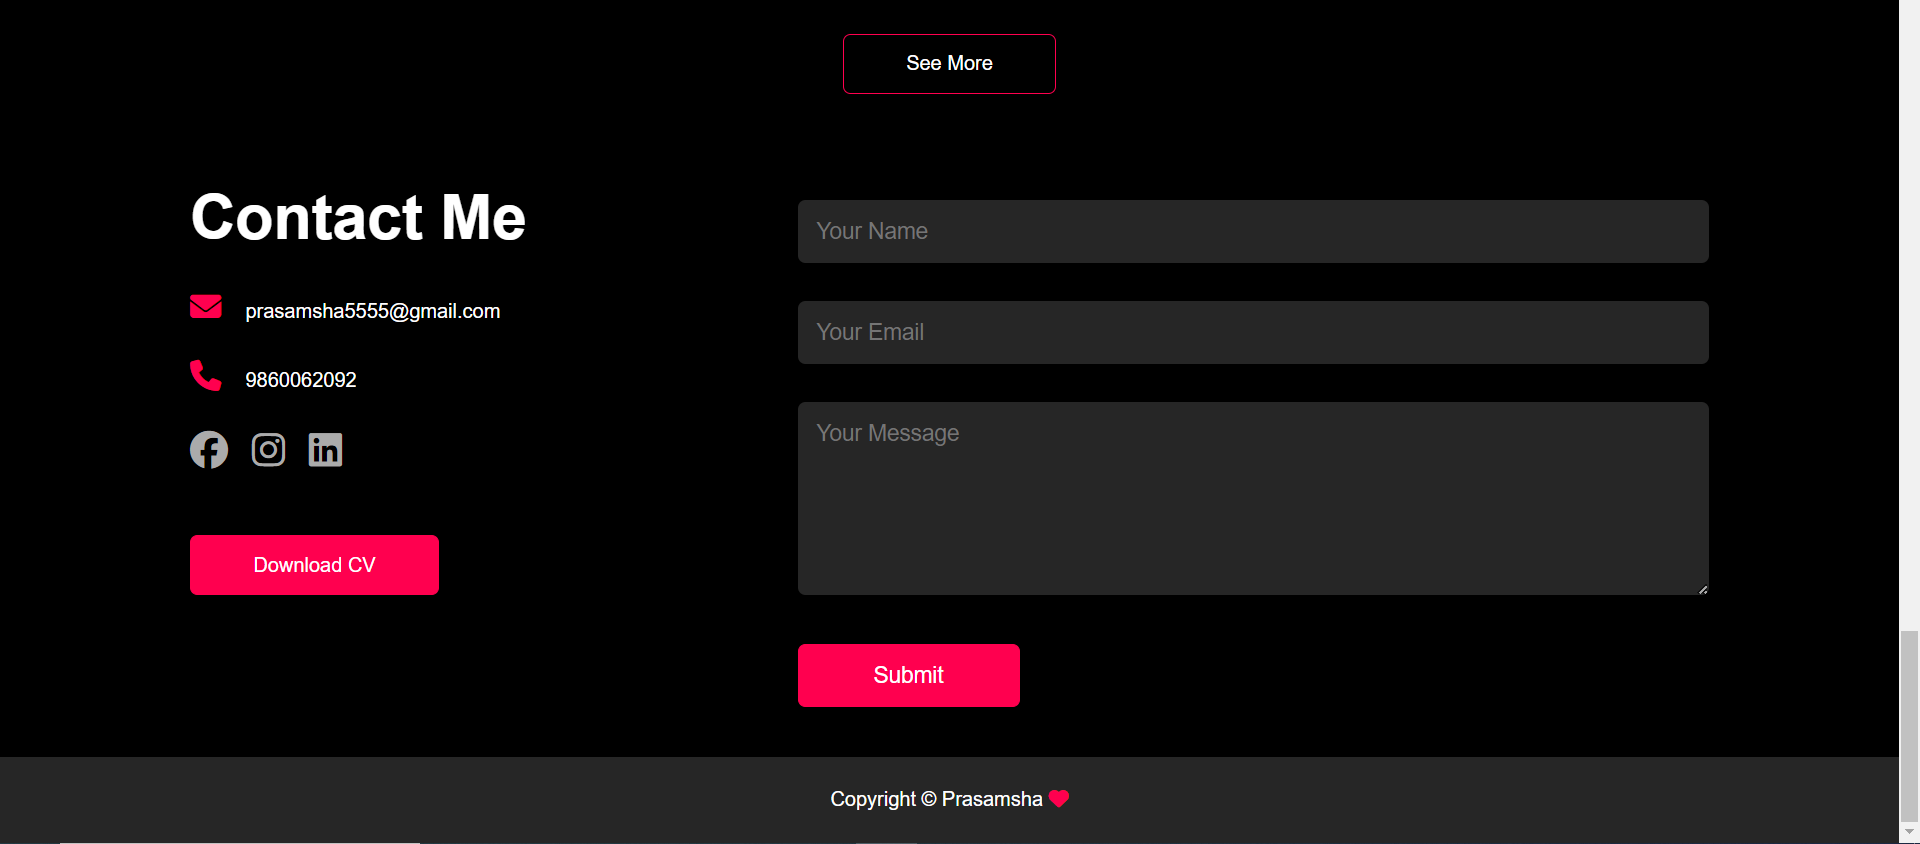 See More
Contact Me
prasamsha5555@gmail.com
9860062092
Download CV
Your Name
Your Email
Your Message
Submit
Copyright © Prasamsha